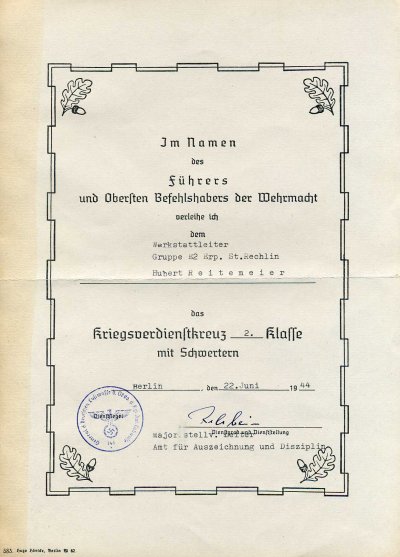 Im Namen
des
Führers
und Obersten Befehlshabers der Wehrmacht
verleihe ich
dem
Werkstattleiter
Gruppe E2 Erp. St.Rechlin
Hubert Reitemeier
das
Kriegsverdienstkreuz 2. Klasse
mit Schwertern
Berlin, den 22.Juni 1944
Dienstsiegel
Dienstgrad und Dienststellung
Major.stellv. Leiter
Amt für Auszeichnung und Disziplin